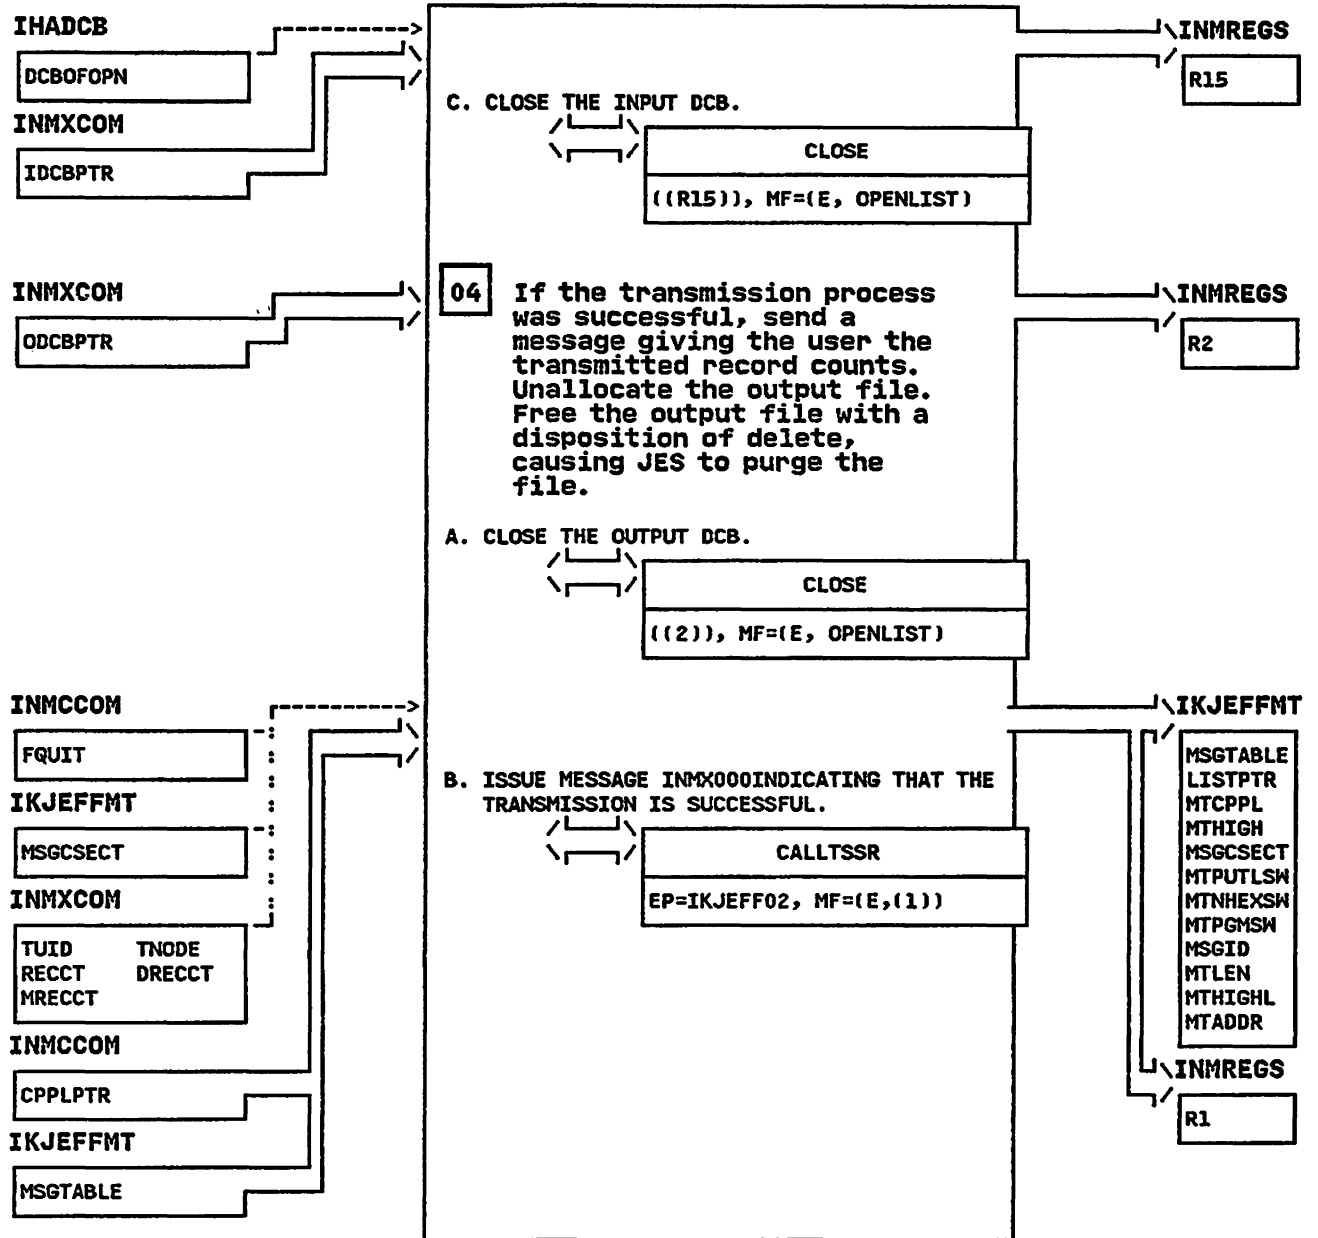 IHADCB
DCBOFOPN
INMXCOM
IDCBPTR
INMREGS
R15
C. CLOSE THE INPUT DCB.
CLOSE
((R15)), MF=(E, OPENLIST)
INMXCOM
ODCBPTR
04
If the transmission process
was successful, send a
message giving the user the
transmitted record counts.
Unallocate the output file.
Free the output file with a
disposition of delete,
causing JES to purge the
file.
INMREGS
R2
A. CLOSE THE OUTPUT DCB.
CLOSE
((2)), MF=(E, OPENLIST)
INMCCOM
FQUIT
IKJEFFMT
MSGCSECT
INMXCOM
TUID TNODE
RECCT DRECCT
MRECCT
INMCCOM
CPPLPTR
IKJEFFMT
MSGTABLE
B. ISSUE MESSAGE INMX000INDICATING THAT THE
TRANSMISSION IS SUCCESSFUL.
CALLTSSR
EP=IKJEFF02, MF=(E,(1))
IKJEFFMT
MSGTABLE
LISTPTR
MTCPPL
MTHIGH
MSGCSECT
MTPUTLSW
MTNHEXSW
MTPGMSW
MSGID
MTLEN
MTHIGHL
MTADDR
INMREGS
R1